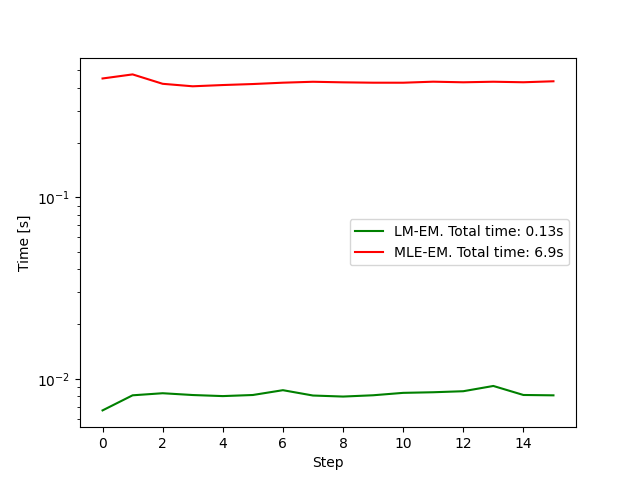 Time [s]
10⁻¹
10⁻²
LM-EM. Total time: 0.13s
MLE-EM. Total time: 6.9s
0 2 4 6 8 10 12 14
Step